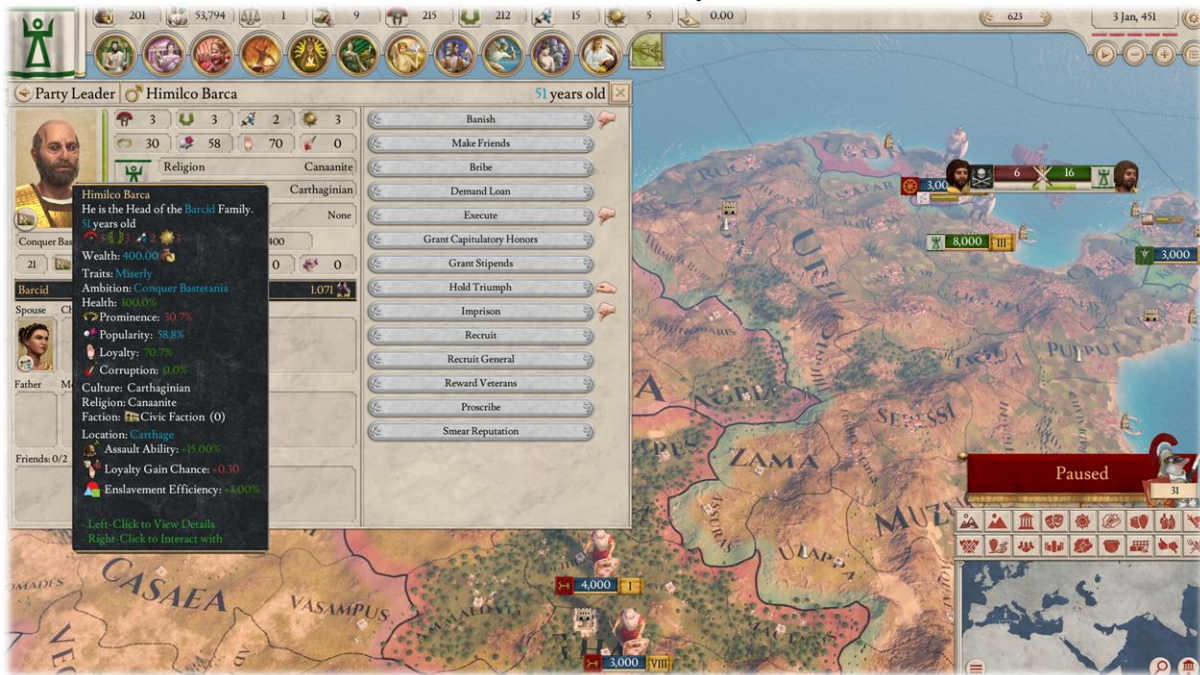 201 53,794 1 9 215 212 15 5 0.00 623 3 Jan, 451
Party Leader Himilco Barca 51 years old
3 3 2 3
30 58 70 0
Religion Canaanite
Carthaginian
None
Conquer Bas 400
21 0 0
Barcid 1.071
Spouse
Father
Friends: 0/2
Himilco Barca
He is the Head of the Barcid Family.
51 years old
Wealth: 400.00
Traits: Miserly
Ambition: Conquer Bastetania
Health: 100.0%
Prominence: 30.7%
Popularity: 58.8%
Loyalty: 70.7%
Corruption: 0.0%
Culture: Carthaginian
Religion: Canaanite
Faction: Civic Faction (0)
Location: Carthage
Assault Ability: +15.00%
Loyalty Gain Chance: -0.30
Enslavement Efficiency: +3.00%
- Left-Click to View Details
- Right-Click to Interact with
Banish
Make Friends
Bribe
Demand Loan
Execute
Grant Capitulatory Honors
Grant Stipends
Hold Triumph
Imprison
Recruit
Recruit General
Reward Veterans
Proscribe
Smear Reputation
6 16
3,00
8,000 III
3,000
PUPPUT
SERESSI
ZAMA
ASSURAS
UZAPPA
Paused
31
CASAEA
VASAMPUS
4,000 I
3,000 VIII